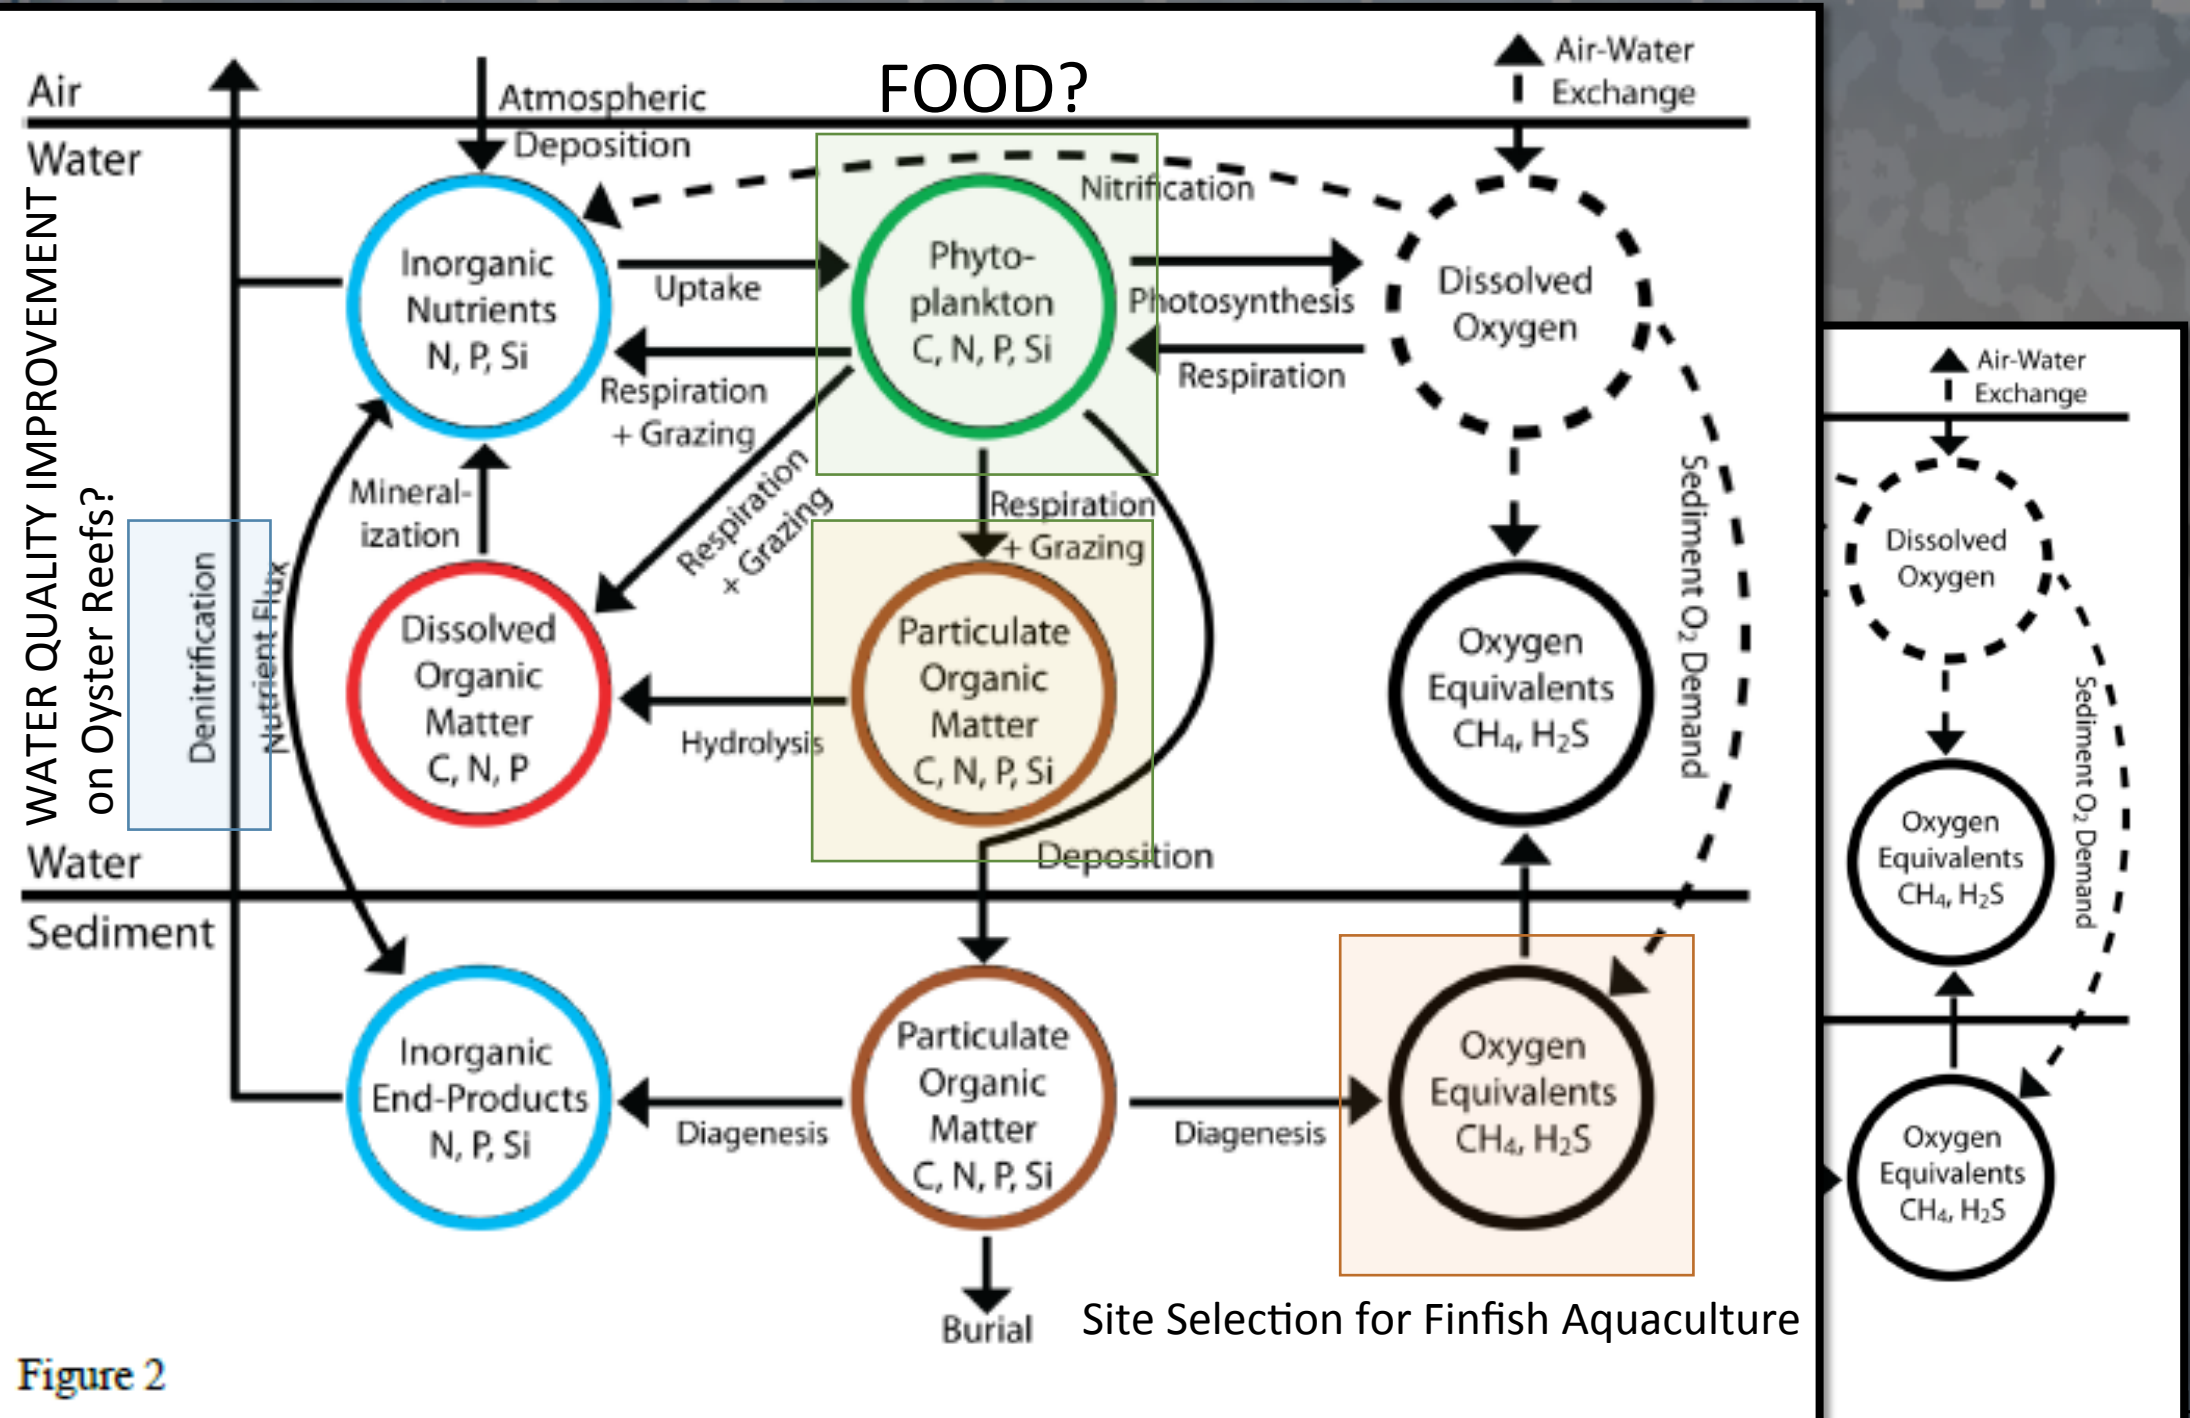 FOOD?
Air
Atmospheric
Deposition
Air-Water
Exchange
Water
Nitrification
Inorganic
Nutrients
N, P, Si
Uptake
Phyto-
plankton
C, N, P, Si
Photosynthesis
Dissolved
Oxygen
Respiration
+ Grazing
Respiration
WATER QUALITY IMPROVEMENT
on Oyster Reefs?
Denitrification
Nutrient Flux
Mineral-
ization
Respiration
+ Grazing
Respiration
+ Grazing
Sediment O₂ Demand
Dissolved
Organic
Matter
C, N, P
Hydrolysis
Particulate
Organic
Matter
C, N, P, Si
Oxygen
Equivalents
CH₄, H₂S
Water
Deposition
Sediment
Inorganic
End-Products
N, P, Si
Diagenesis
Particulate
Organic
Matter
C, N, P, Si
Diagenesis
Oxygen
Equivalents
CH₄, H₂S
Burial
Site Selection for Finfish Aquaculture
Figure 2
Air-Water
Exchange
Dissolved
Oxygen
Sediment O₂ Demand
Oxygen
Equivalents
CH₄, H₂S
Oxygen
Equivalents
CH₄, H₂S